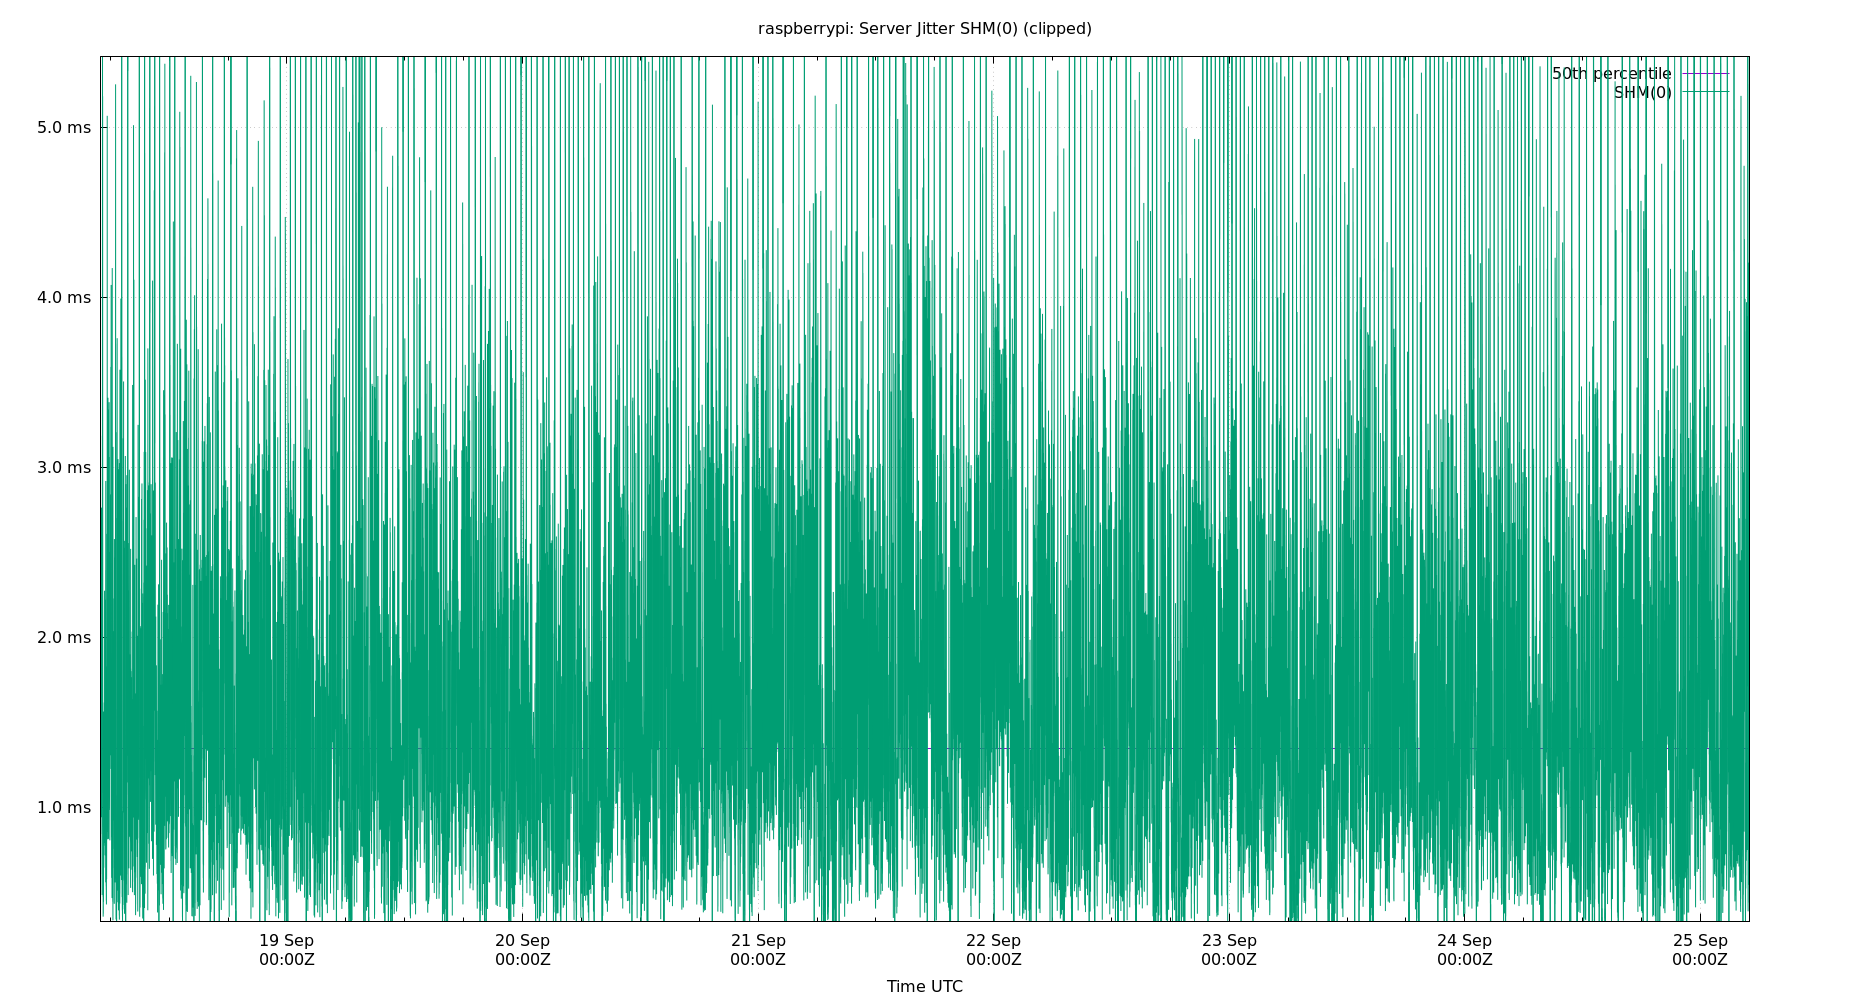 raspberrypi: Server Jitter SHM(0) (clipped)
50th percentile
SHM(0)
5.0 ms
4.0 ms
3.0 ms
2.0 ms
1.0 ms
19 Sep 20 Sep 21 Sep 22 Sep 23 Sep 24 Sep 25 Sep
00:00Z 00:00Z 00:00Z 00:00Z 00:00Z 00:00Z 00:00Z
Time UTC